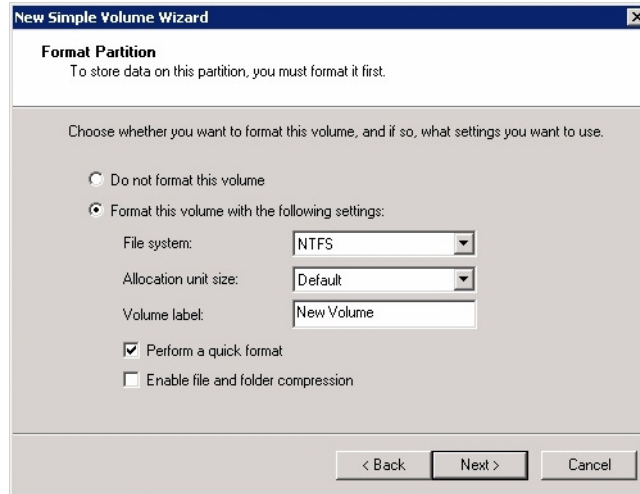 New Simple Volume Wizard
Format Partition
To store data on this partition, you must format it first.
Choose whether you want to format this volume, and if so, what settings you want to use.
Do not format this volume
Format this volume with the following settings:
File system: NTFS
Allocation unit size: Default
Volume label: New Volume
Perform a quick format
Enable file and folder compression
< Back Next > Cancel